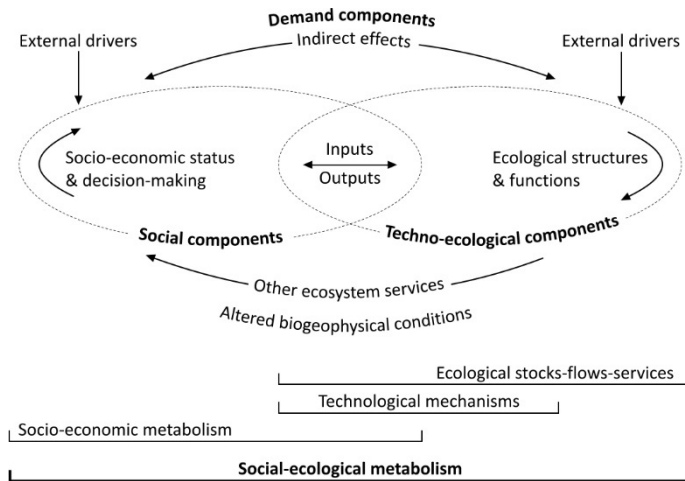 Demand components
External drivers
Indirect effects
External drivers
Socio-economic status
& decision-making
Inputs
Outputs
Ecological structures
& functions
Social components
Techno-ecological components
Other ecosystem services
Altered biogeophysical conditions
Ecological stocks-flows-services
Technological mechanisms
Socio-economic metabolism
Social-ecological metabolism